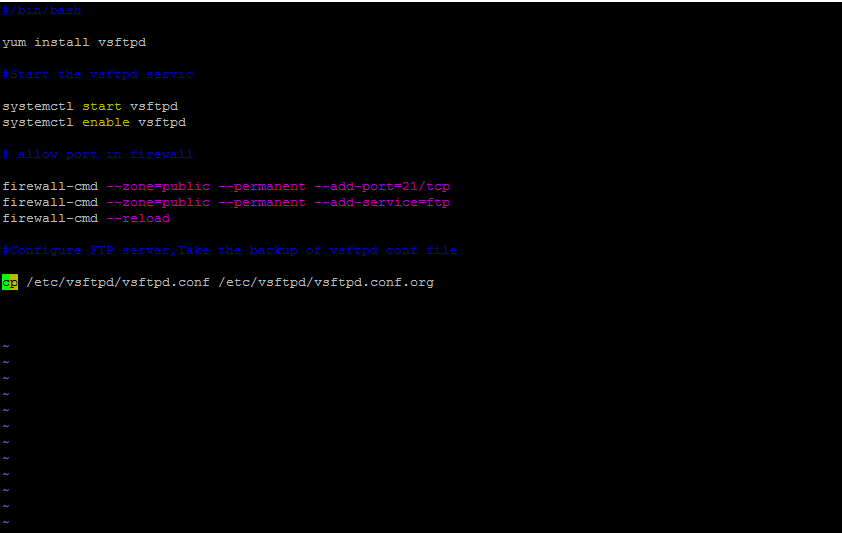 #/bin/bash
yum install vsftpd
#Start the vsftpd servic
systemctl start vsftpd
systemctl enable vsftpd
# allow port in firewall
firewall-cmd --zone=public --permanent --add-port=21/tcp
firewall-cmd --zone=public --permanent --add-service=ftp
firewall-cmd --reload
#Configure FTP server,Take the backup of vsftpd conf file
cp /etc/vsftpd/vsftpd.conf /etc/vsftpd/vsftpd.conf.org
~
~
~
~
~
~
~
~
~
~
~
~